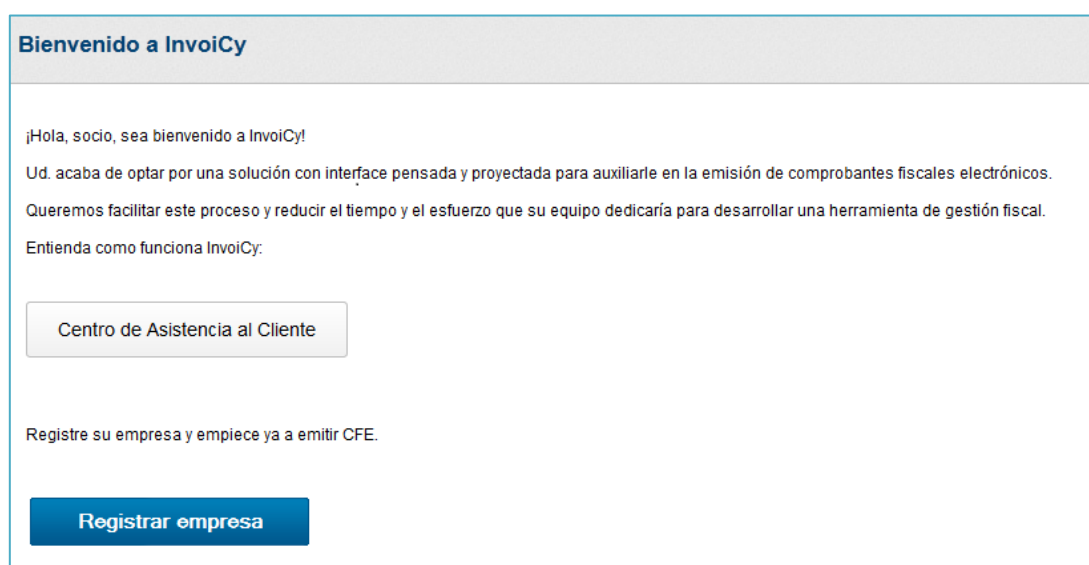 Bienvenido a InvoiCy
¡Hola, socio, sea bienvenido a InvoiCy!
Ud. acaba de optar por una solución con interface pensada y proyectada para auxiliarle en la emisión de comprobantes fiscales electrónicos.
Queremos facilitar este proceso y reducir el tiempo y el esfuerzo que su equipo dedicaría para desarrollar una herramienta de gestión fiscal.
Entienda como funciona InvoiCy:
Centro de Asistencia al Cliente
Registre su empresa y empiece ya a emitir CFE.
Registrar empresa